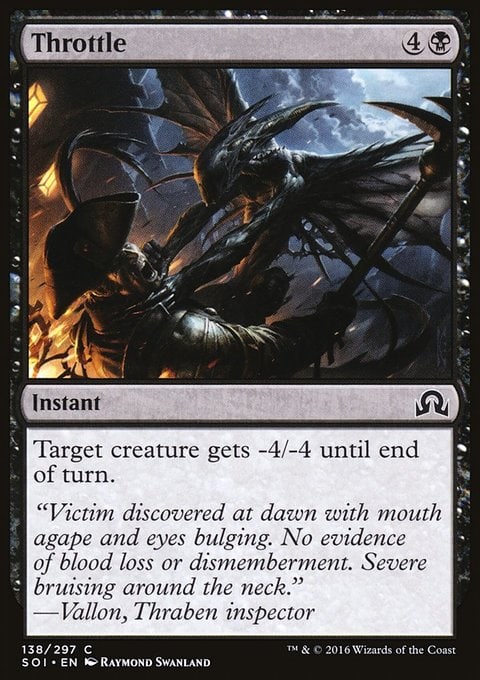 Throttle 4
Instant
Target creature gets -4/-4 until end
of turn.
“Victim discovered at dawn with mouth
agape and eyes bulging. No evidence
of blood loss or dismemberment. Severe
bruising around the neck.”
—Vallon, Thraben inspector
138/297 C
SOI • EN Raymond Swanland
™ & © 2016 Wizards of the Coast